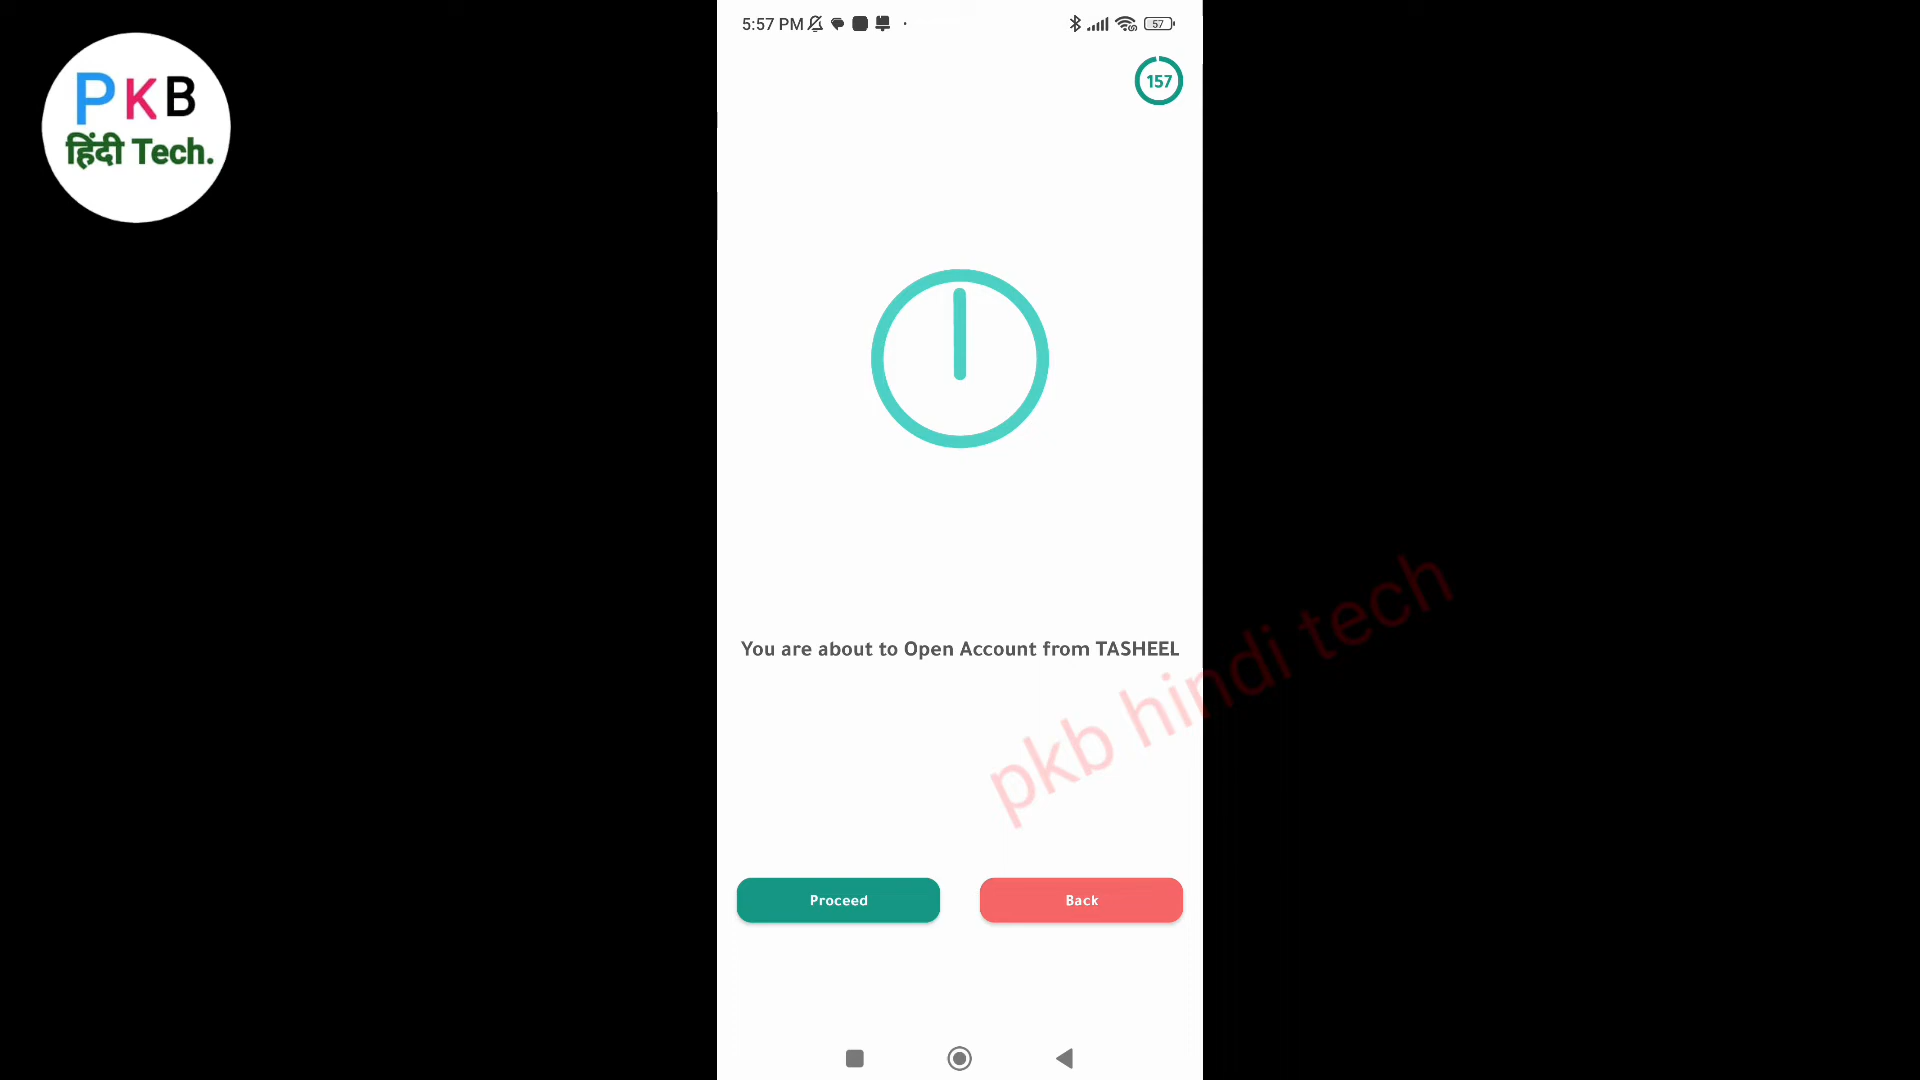 PKB
हिंदी Tech.
5:57 PM
57
157
You are about to Open Account from TASHEEL
pkb hindi tech
Proceed
Back